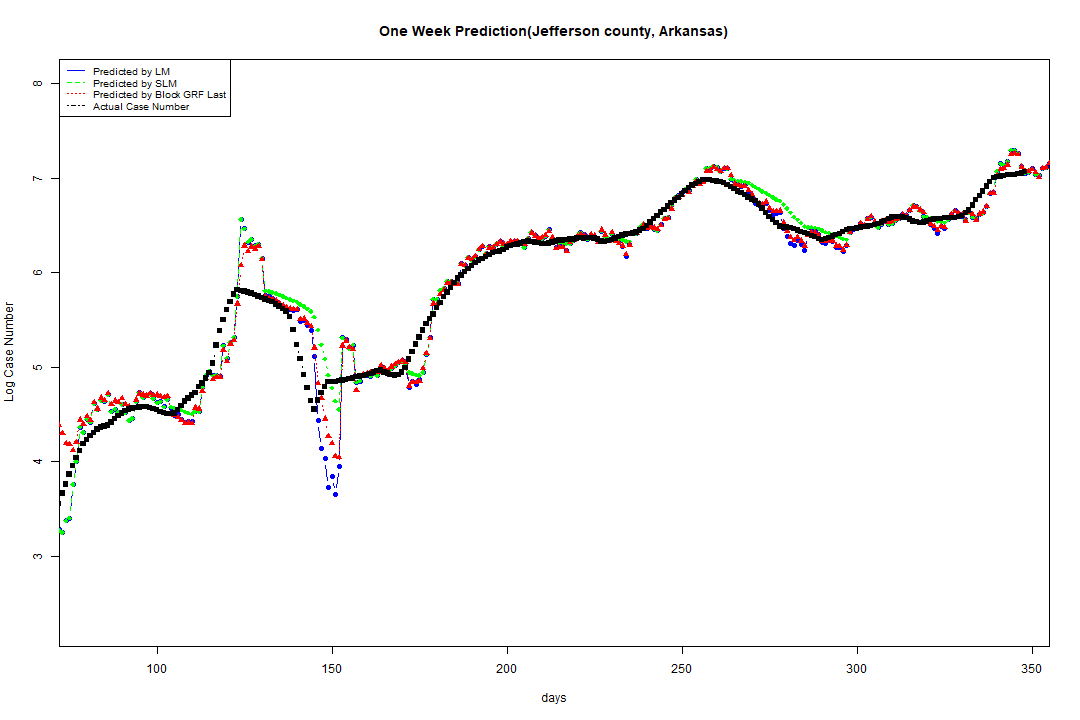 One Week Prediction(Jefferson county, Arkansas)
Predicted by LM
Predicted by SLM
Predicted by Block GRF Last
Actual Case Number
8
7
6
5
4
3
Log Case Number
100 150 200 250 300 350
days